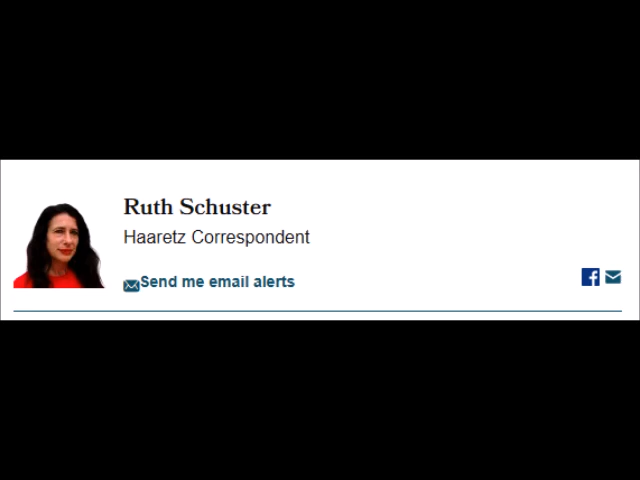 Ruth Schuster
Haaretz Correspondent
Send me email alerts